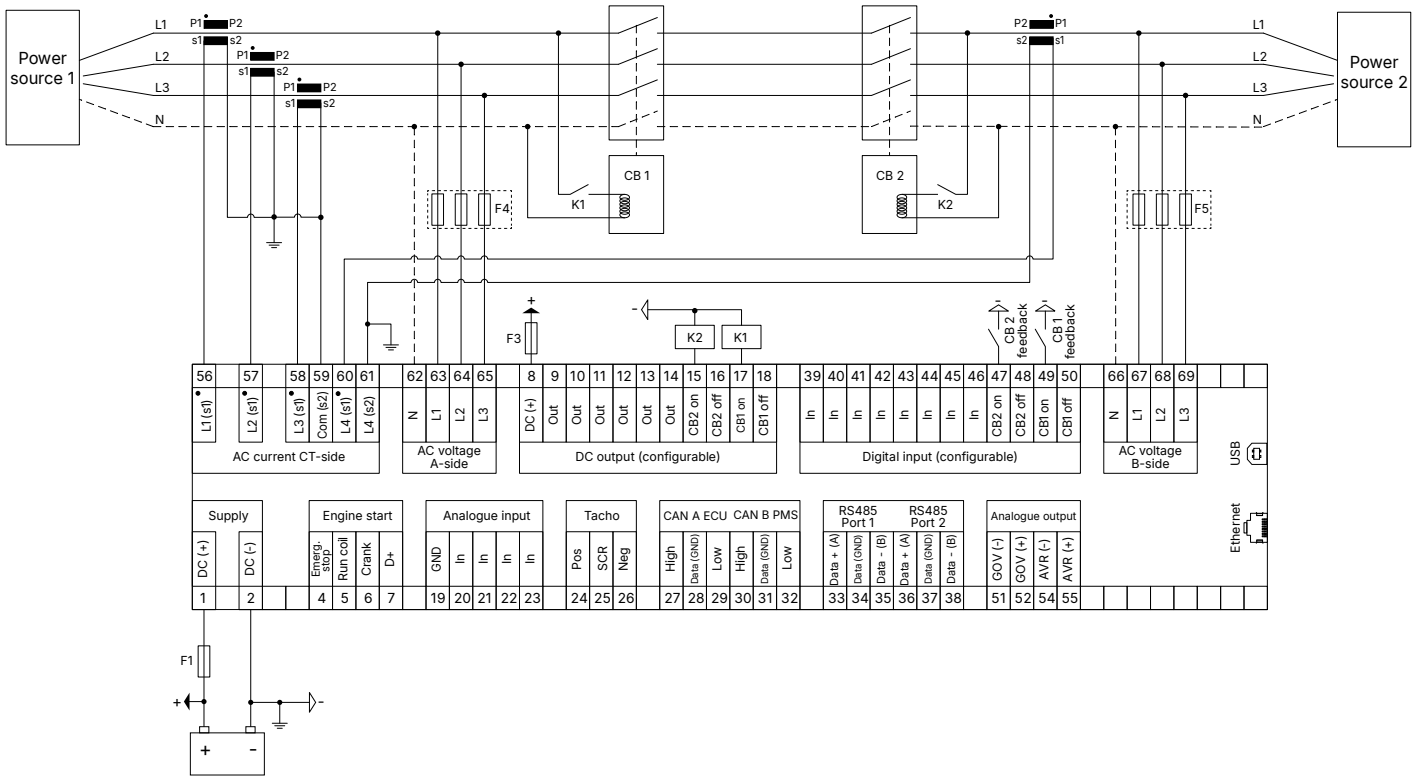 Power
source 1
L1
L2
L3
N
P1 P2
s1 s2
P1 P2
s1 s2
P1 P2
s1 s2
CB 1
K1
F4
CB 2
K2
P2 P1
s2 s1
L1
L2
L3
N
F5
Power
source 2
+
F3
-
K2
K1
-
CB 2
feedback
-
CB 1
feedback
56 57 58 59 60 61 62 63 64 65 8 9 10 11 12 13 14 15 16 17 18 39 40 41 42 43 44 45 46 47 48 49 50 66 67 68 69
L1 (s1)
L2 (s1)
L3 (s1)
Com (s2)
L4 (s1)
L4 (s2)
AC current CT-side
N
L1
L2
L3
AC voltage
A-side
DC (+)
Out
Out
Out
Out
Out
Out
CB2 on
CB2 off
CB1 on
CB1 off
DC output (configurable)
In
In
In
In
In
In
In
In
CB2 on
CB2 off
CB1 on
CB1 off
Digital input (configurable)
N
L1
L2
L3
AC voltage
B-side
USB
Ethernet
Supply
DC (+)
DC (-)
Engine start
Emerg.
stop
Run coil
Crank
D+
Analogue input
GND
In
In
In
In
Tacho
Pos
SCR
Neg
CAN A ECU CAN B PMS
High
Data (GND)
Low
High
Data (GND)
Low
RS485
Port 1
RS485
Port 2
Data + (A)
Data (GND)
Data - (B)
Data + (A)
Data (GND)
Data - (B)
Analogue output
GOV (-)
GOV (+)
AVR (-)
AVR (+)
1 2 4 5 6 7 19 20 21 22 23 24 25 26 27 28 29 30 31 32 33 34 35 36 37 38 51 52 54 55
F1
+
-
+ -